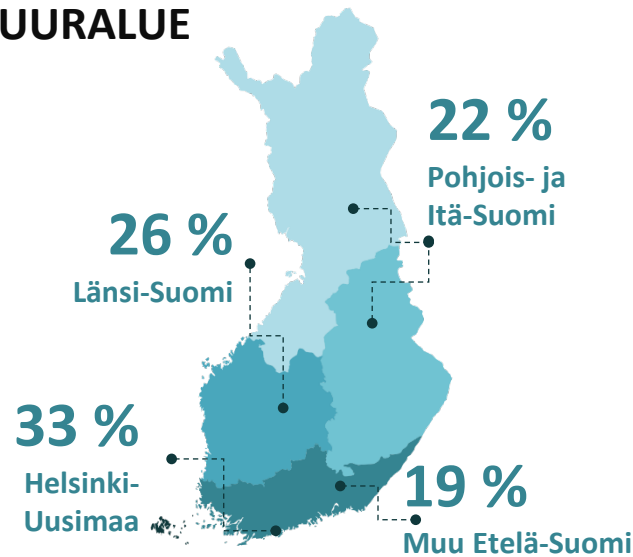 UURALUE
22 %
Pohjois- ja
Itä-Suomi
26 %
Länsi-Suomi
33 %
Helsinki-
Uusimaa
19 %
Muu Etelä-Suomi